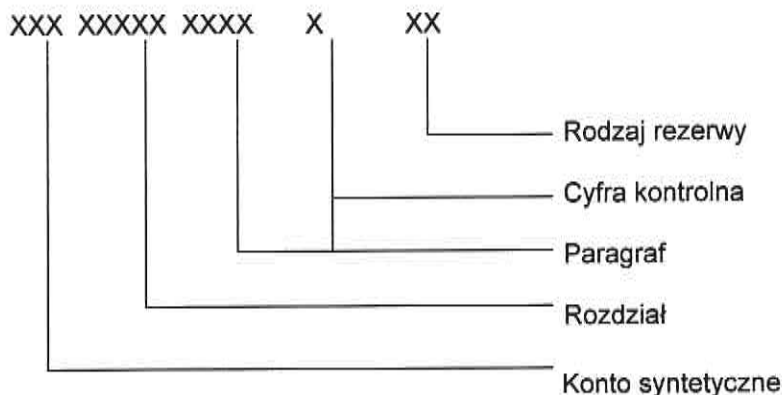 XXX XXXXX XXXX X XX
Rodzaj rezerwy
Cyfra kontrolna
Paragraf
Rozdział
Konto syntetyczne